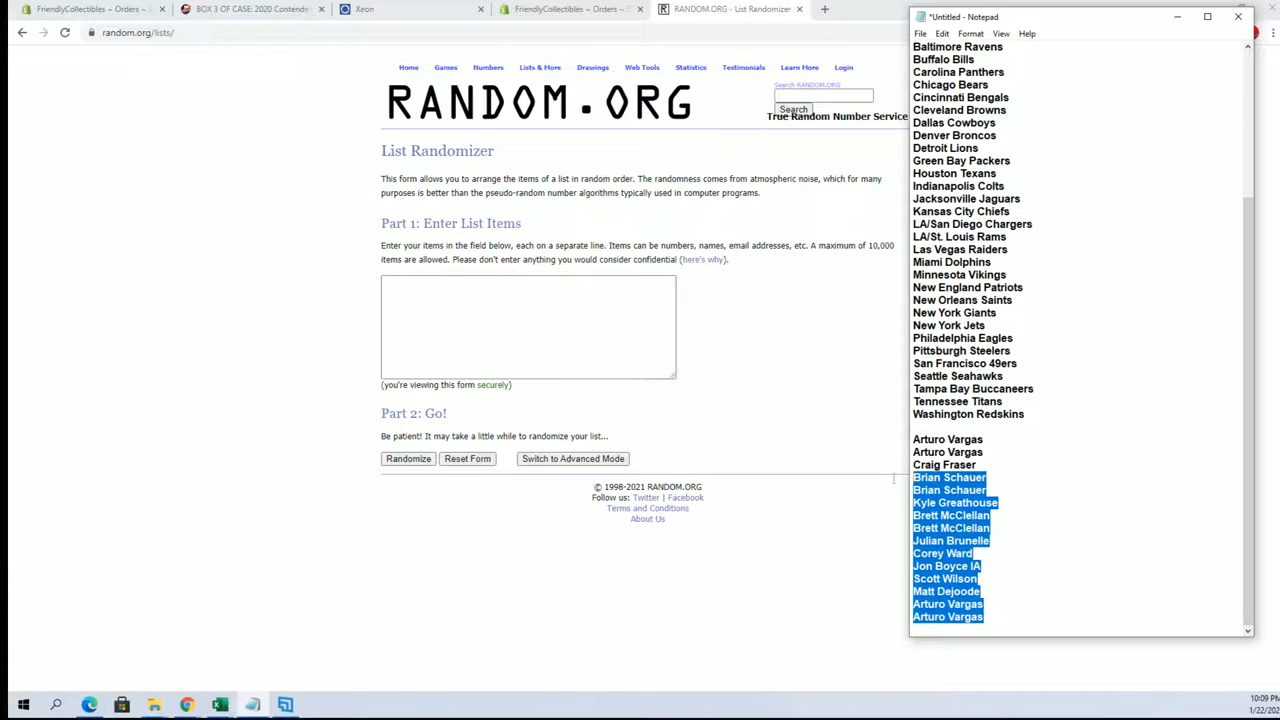 FriendlyCollectibles ~ Orders ~ S
BOX 3 OF CASE: 2020 Contende
Xeon
FriendlyCollectibles ~ Orders ~ S
RANDOM.ORG - List Randomizer
random.org/lists/
Home Games Numbers Lists & More Drawings Web Tools Statistics Testimonials Learn More Login
Search RANDOM.ORG
RANDOM.ORG
Search
True Random Number Service
List Randomizer
This form allows you to arrange the items of a list in random order. The randomness comes from atmospheric noise, which for many
purposes is better than the pseudo-random number algorithms typically used in computer programs.
Part 1: Enter List Items
Enter your items in the field below, each on a separate line. Items can be numbers, names, email addresses, etc. A maximum of 10,000
items are allowed. Please don't enter anything you would consider confidential (here's why).
(you're viewing this form securely)
Part 2: Go!
Be patient! It may take a little while to randomize your list...
Randomize Reset Form Switch to Advanced Mode
© 1998-2021 RANDOM.ORG
Follow us: Twitter | Facebook
Terms and Conditions
About Us
*Untitled - Notepad
File Edit Format View Help
Baltimore Ravens
Buffalo Bills
Carolina Panthers
Chicago Bears
Cincinnati Bengals
Cleveland Browns
Dallas Cowboys
Denver Broncos
Detroit Lions
Green Bay Packers
Houston Texans
Indianapolis Colts
Jacksonville Jaguars
Kansas City Chiefs
LA/San Diego Chargers
LA/St. Louis Rams
Las Vegas Raiders
Miami Dolphins
Minnesota Vikings
New England Patriots
New Orleans Saints
New York Giants
New York Jets
Philadelphia Eagles
Pittsburgh Steelers
San Francisco 49ers
Seattle Seahawks
Tampa Bay Buccaneers
Tennessee Titans
Washington Redskins
Arturo Vargas
Arturo Vargas
Craig Fraser
Brian Schauer
Brian Schauer
Kyle Greathouse
Brett McClellan
Brett McClellan
Julian Brunelle
Corey Ward
Jon Boyce IA
Scott Wilson
Matt Dejoode
Arturo Vargas
Arturo Vargas
10:09 PM
1/22/202